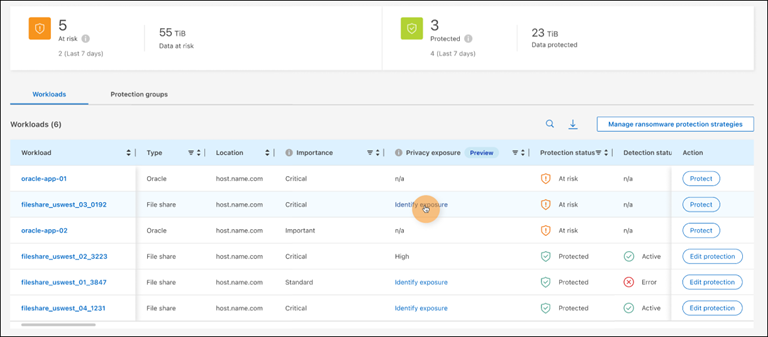 5
At risk
2 (Last 7 days)
55 TiB
Data at risk
3
Protected
4 (Last 7 days)
23 TiB
Data protected
Workloads Protection groups
Workloads (6)
Manage ransomware protection strategies
Workload Type Location Importance Privacy exposure Preview Protection status Detection statu Action
oracle-app-01 Oracle host.name.com Critical n/a At risk n/a Protect
fileshare_uswest_03_0192 File share host.name.com Critical Identify exposure At risk n/a Protect
oracle-app-02 Oracle host.name.com Important n/a At risk n/a Protect
fileshare_uswest_02_3223 File share host.name.com Critical High Protected Active Edit protection
fileshare_uswest_01_3847 File share host.name.com Standard Identify exposure Protected Error Edit protection
fileshare_uswest_04_1231 File share host.name.com Critical Identify exposure Protected Active Edit protection